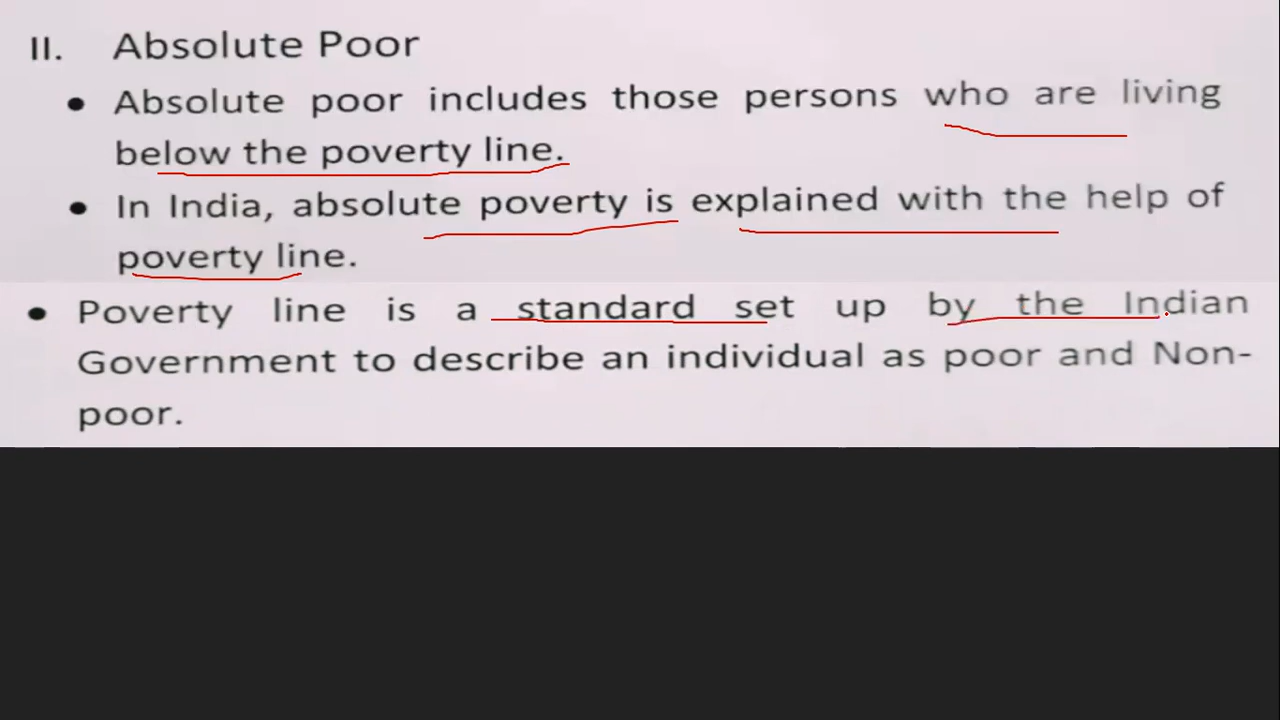 II. Absolute Poor
• Absolute poor includes those persons who are living
below the poverty line.
• In India, absolute poverty is explained with the help of
poverty line.
• Poverty line is a standard set up by the Indian
Government to describe an individual as poor and Non-
poor.